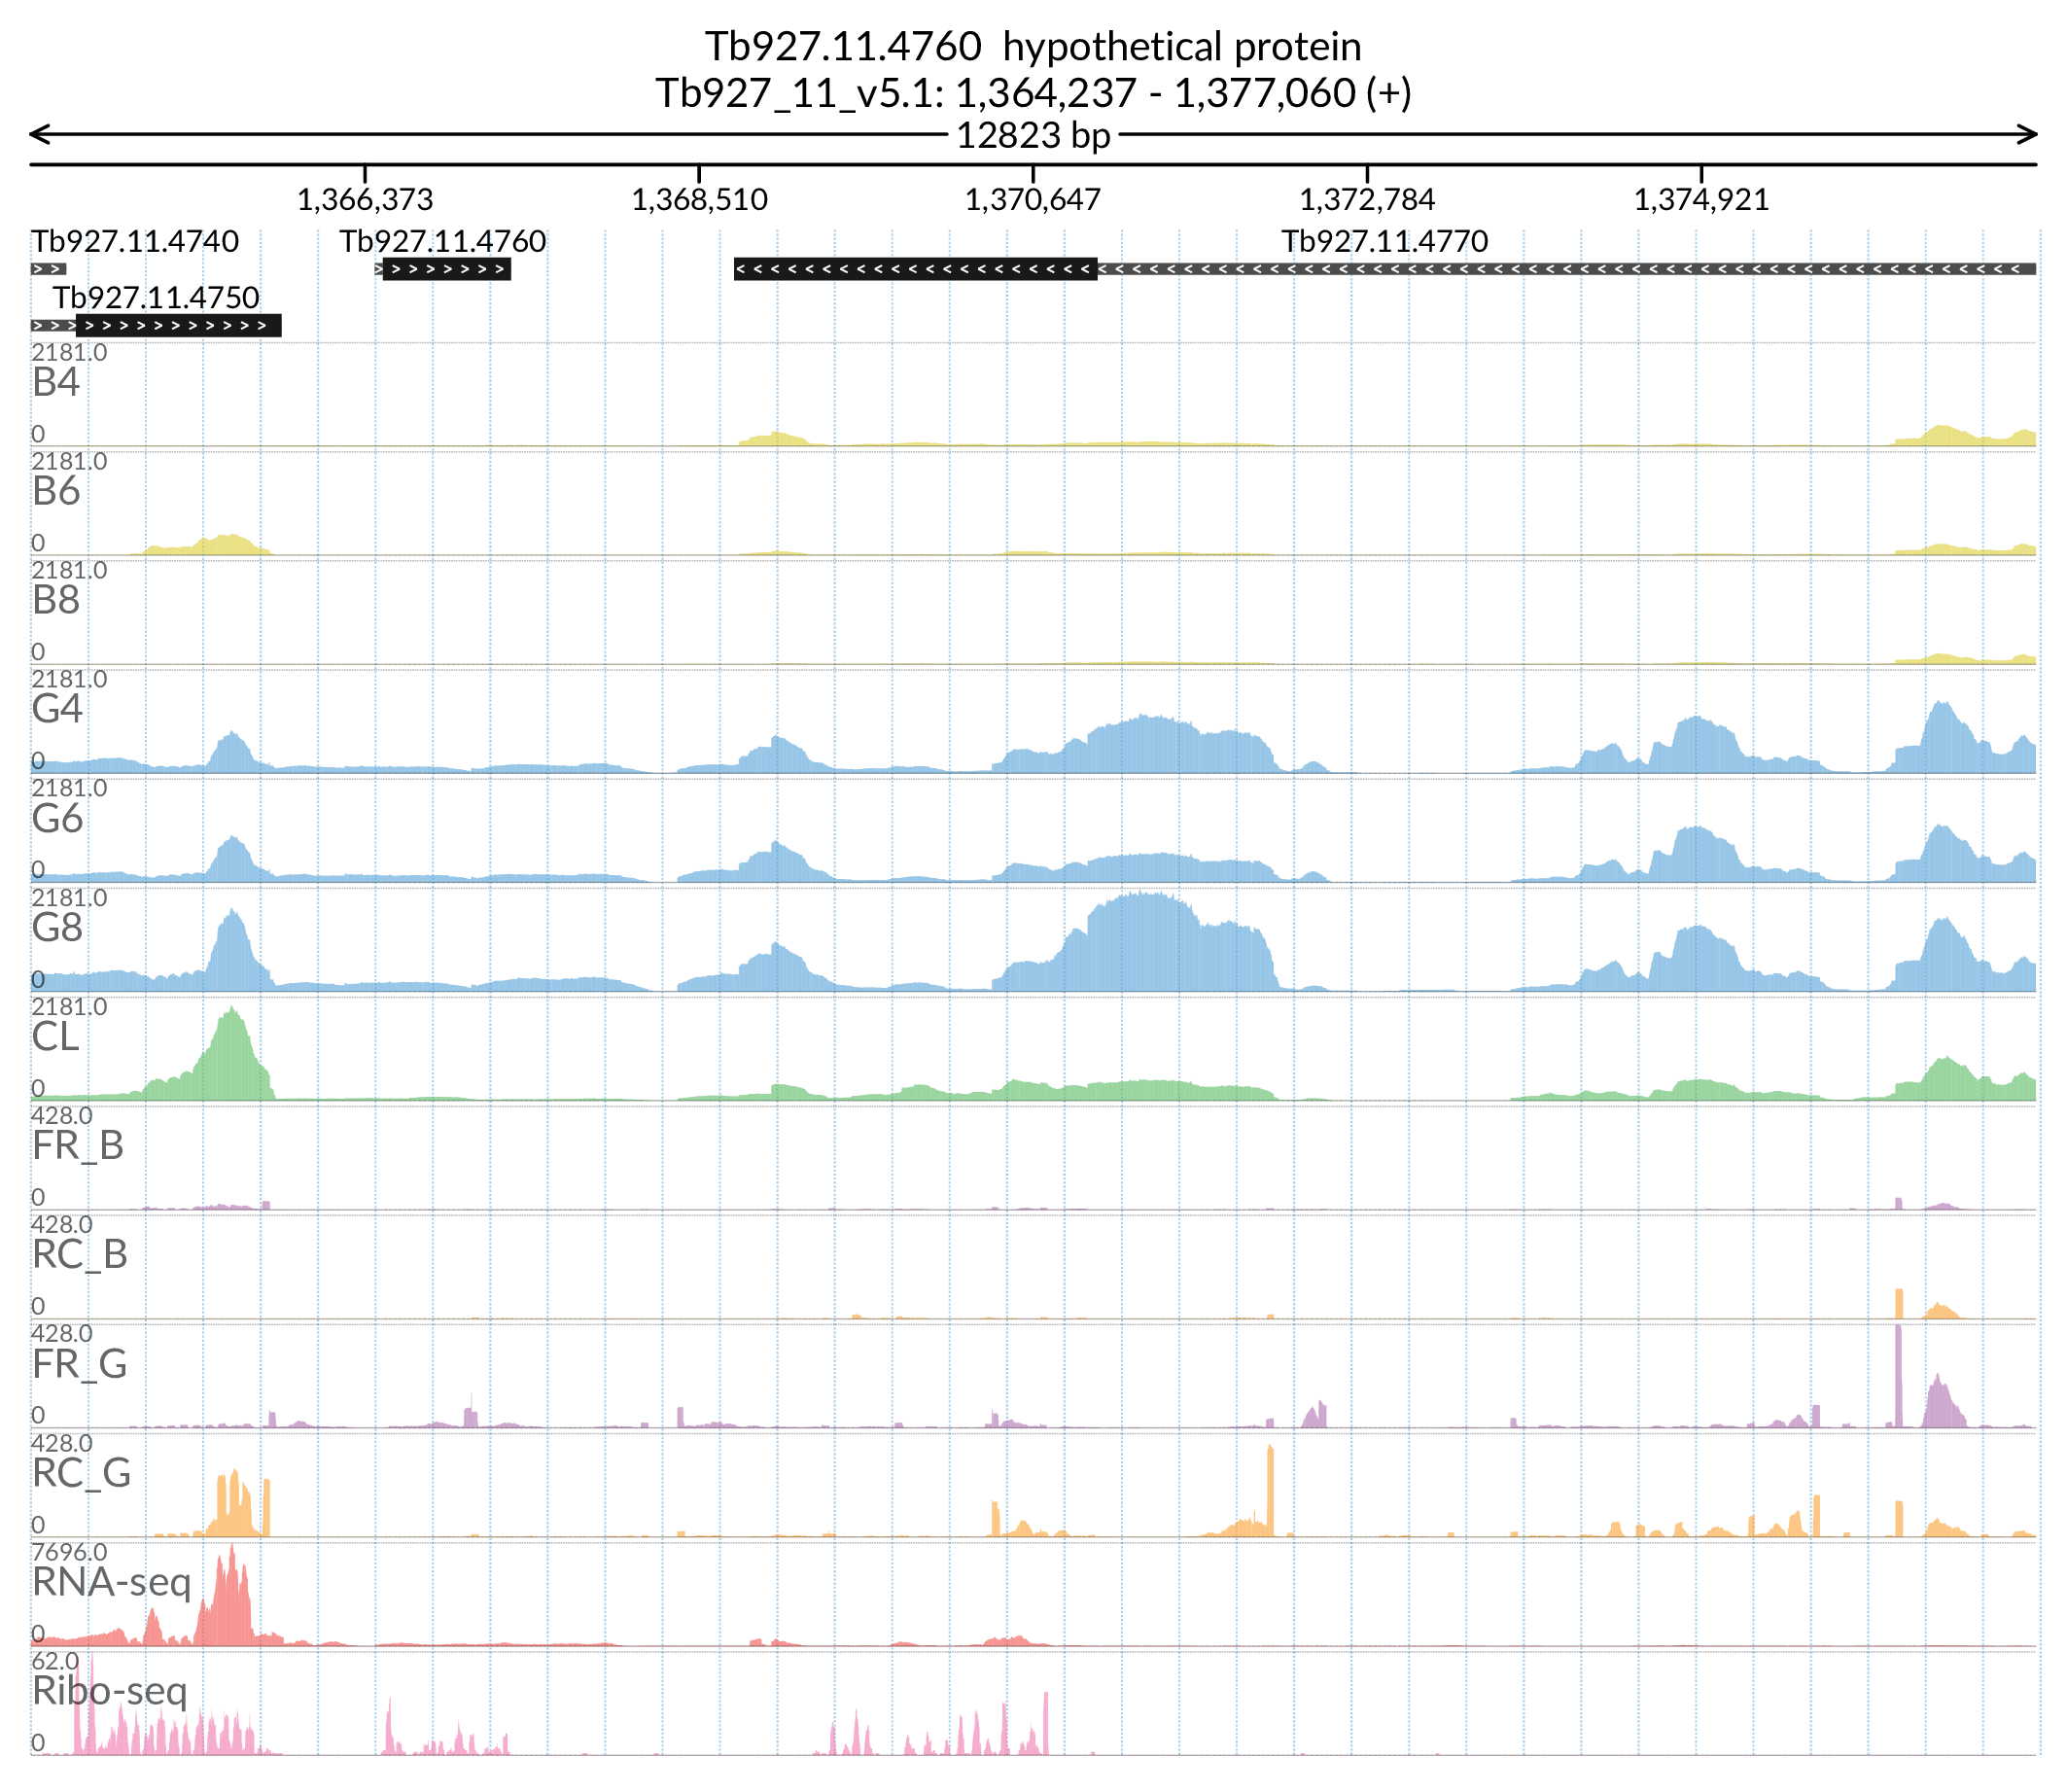 Tb927.11.4760 hypothetical protein
Tb927_11_v5.1: 1,364,237 - 1,377,060 (+)
12823 bp
1,366,373 1,368,510 1,370,647 1,372,784 1,374,921
Tb927.11.4740 Tb927.11.4760 Tb927.11.4770
Tb927.11.4750
2181.0
B4
0
2181.0
B6
0
2181.0
B8
0
2181.0
G4
0
2181.0
G6
0
2181.0
G8
0
2181.0
CL
0
428.0
FR_B
0
428.0
RC_B
0
428.0
FR_G
0
428.0
RC_G
0
7696.0
RNA-seq
0
62.0
Ribo-seq
0